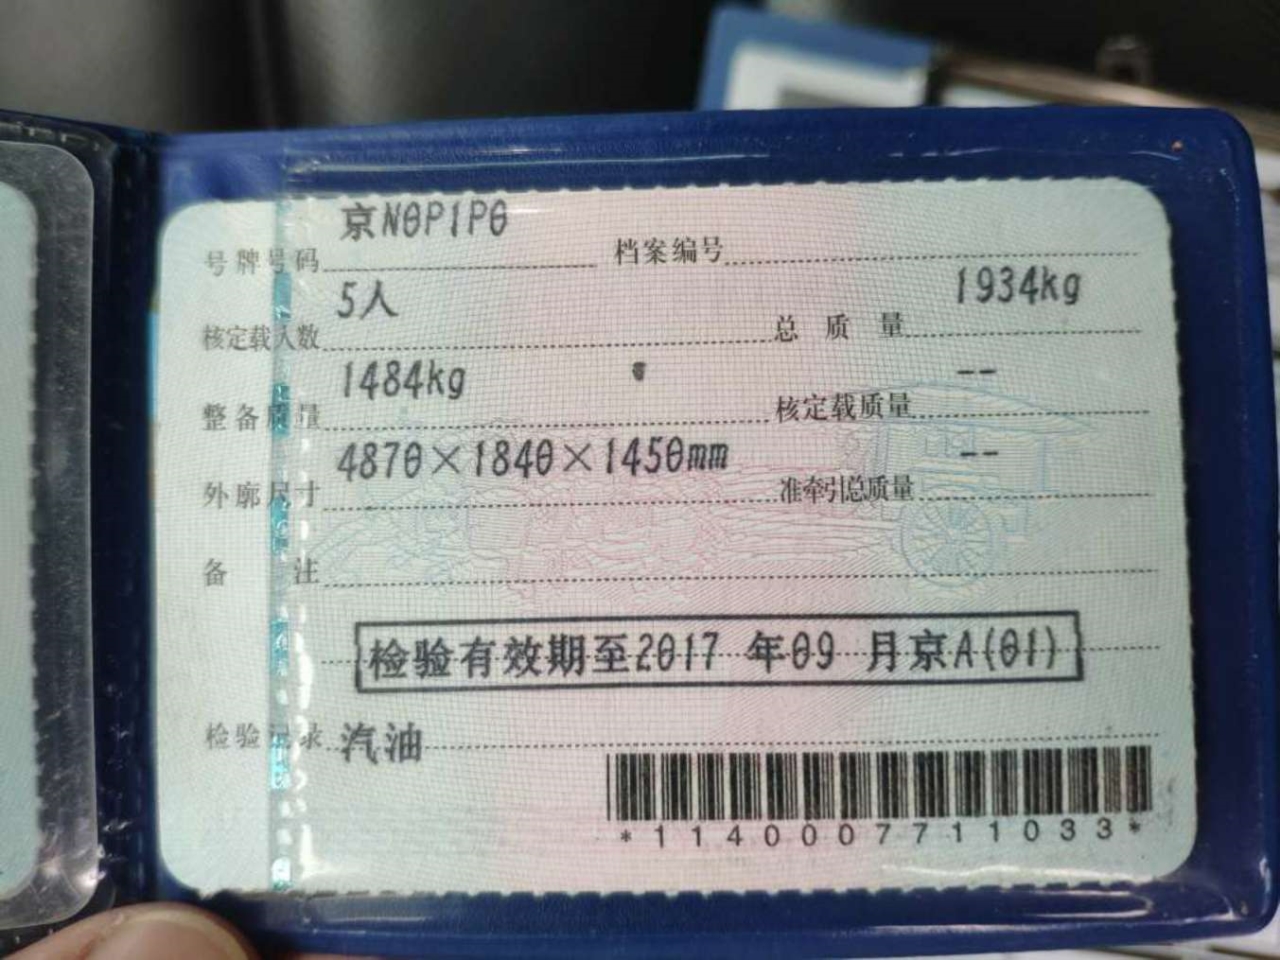 号牌号码 京N0P1P0 档案编号
核定载人数 5人 总质量 1934kg
整备质量 1484kg 核定载质量 --
外廓尺寸 4870×1840×1450mm 准牵引总质量 --
备注
检验有效期至2017 年09 月京A(01)
检验记录 汽油
*1140007711033*